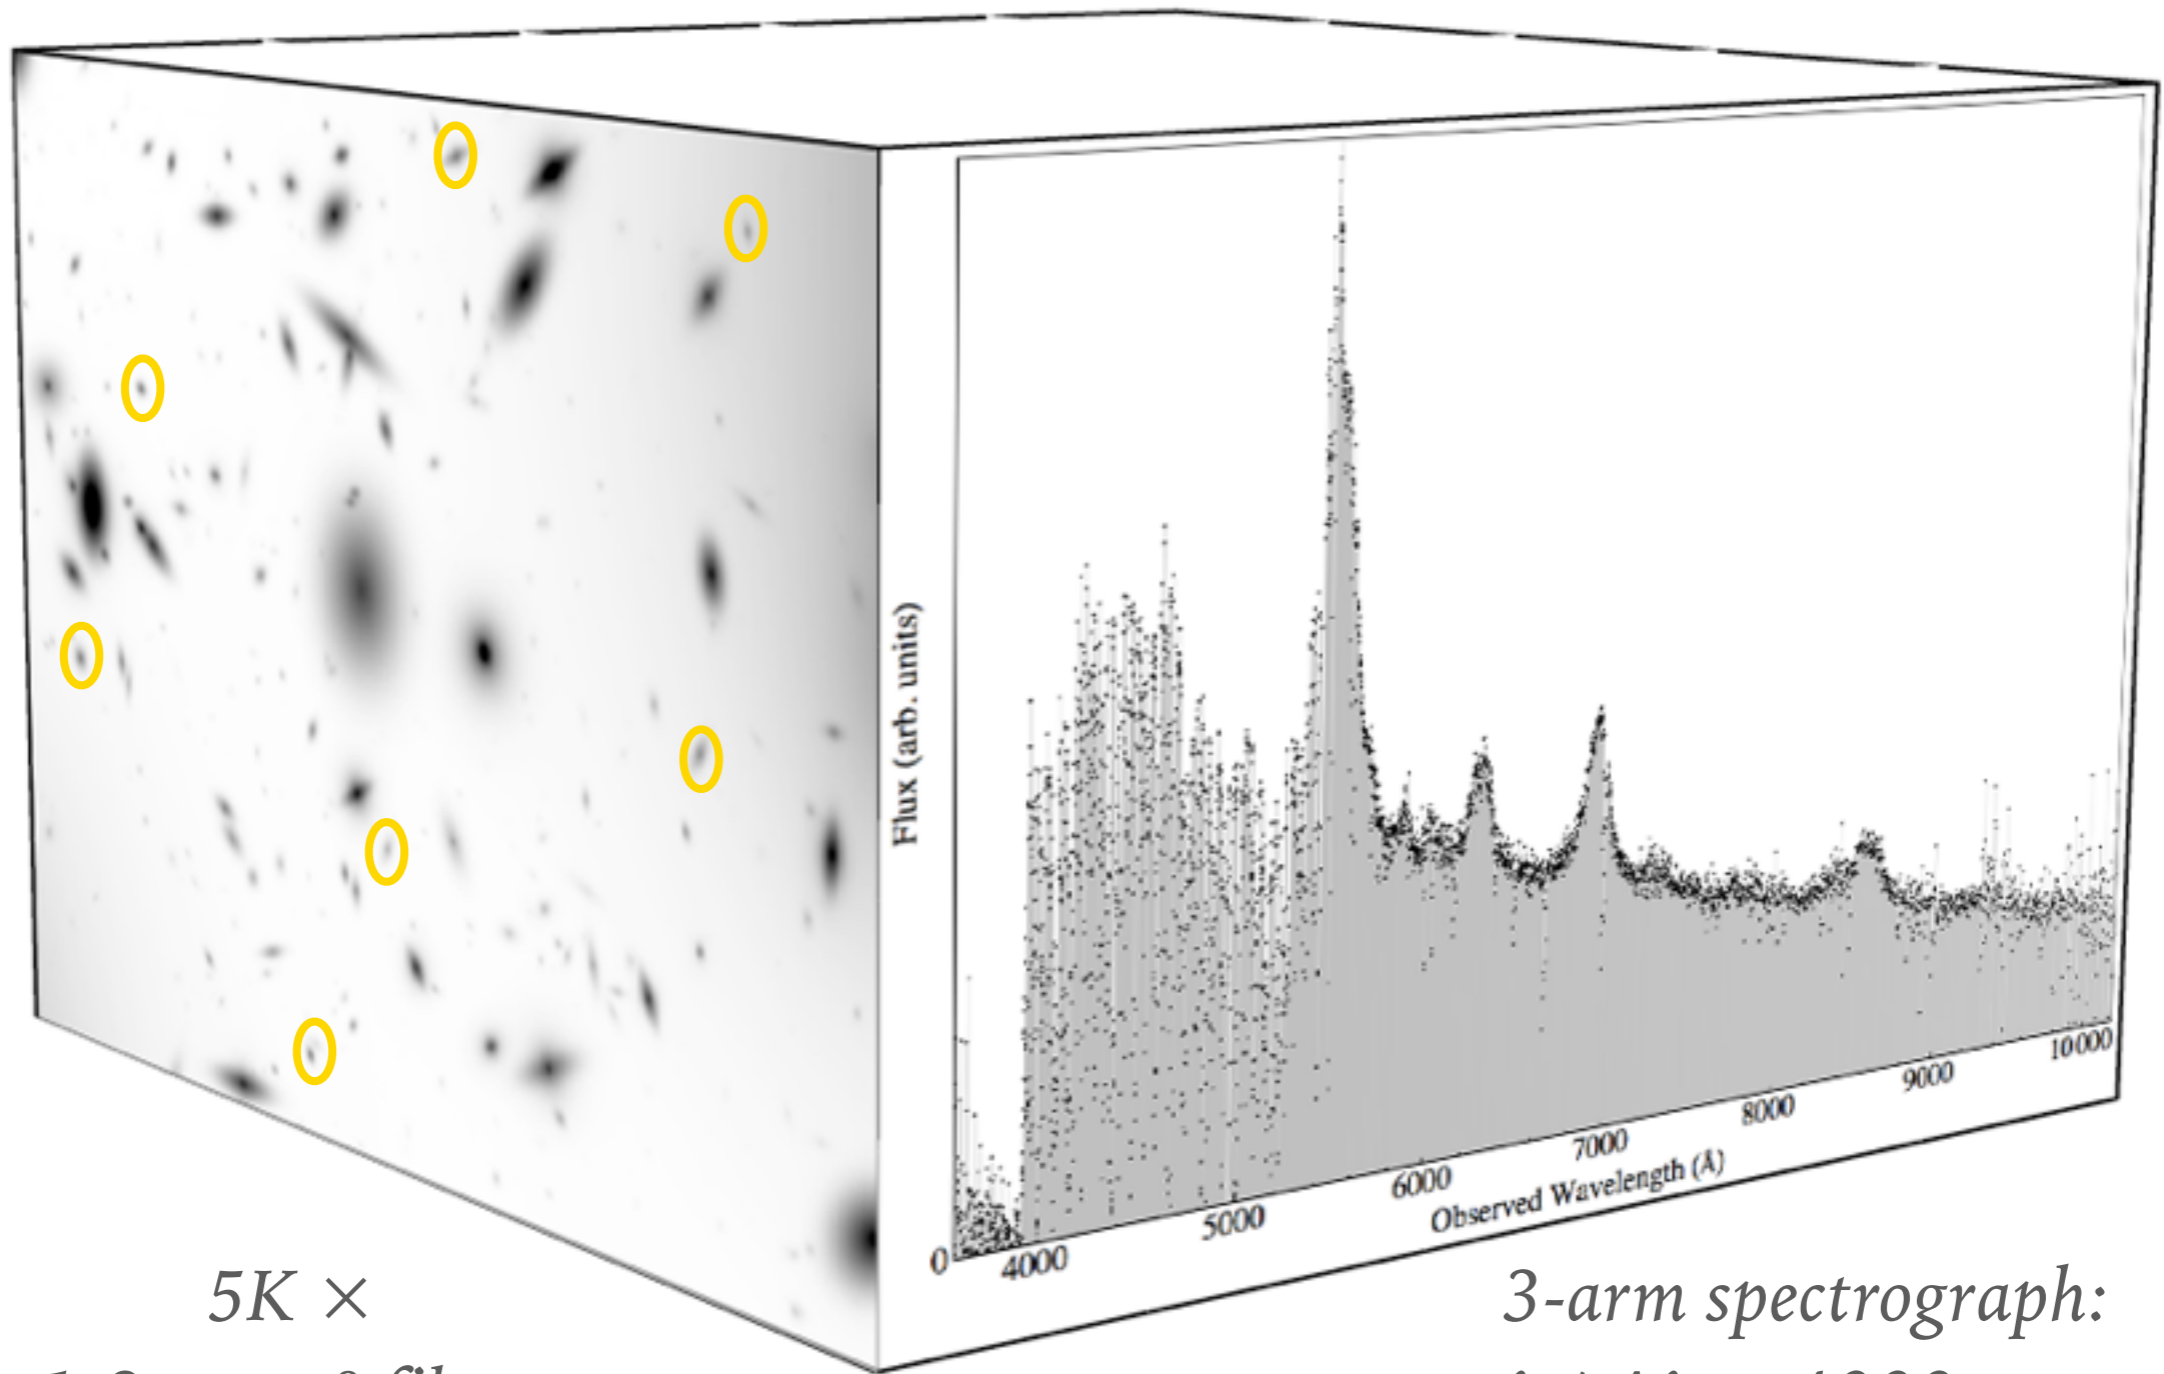 Flux (arb. units)
0
4000
5000
6000
7000
8000
9000
10000
Observed Wavelength (Å)
5K ×
3-arm spectrograph: